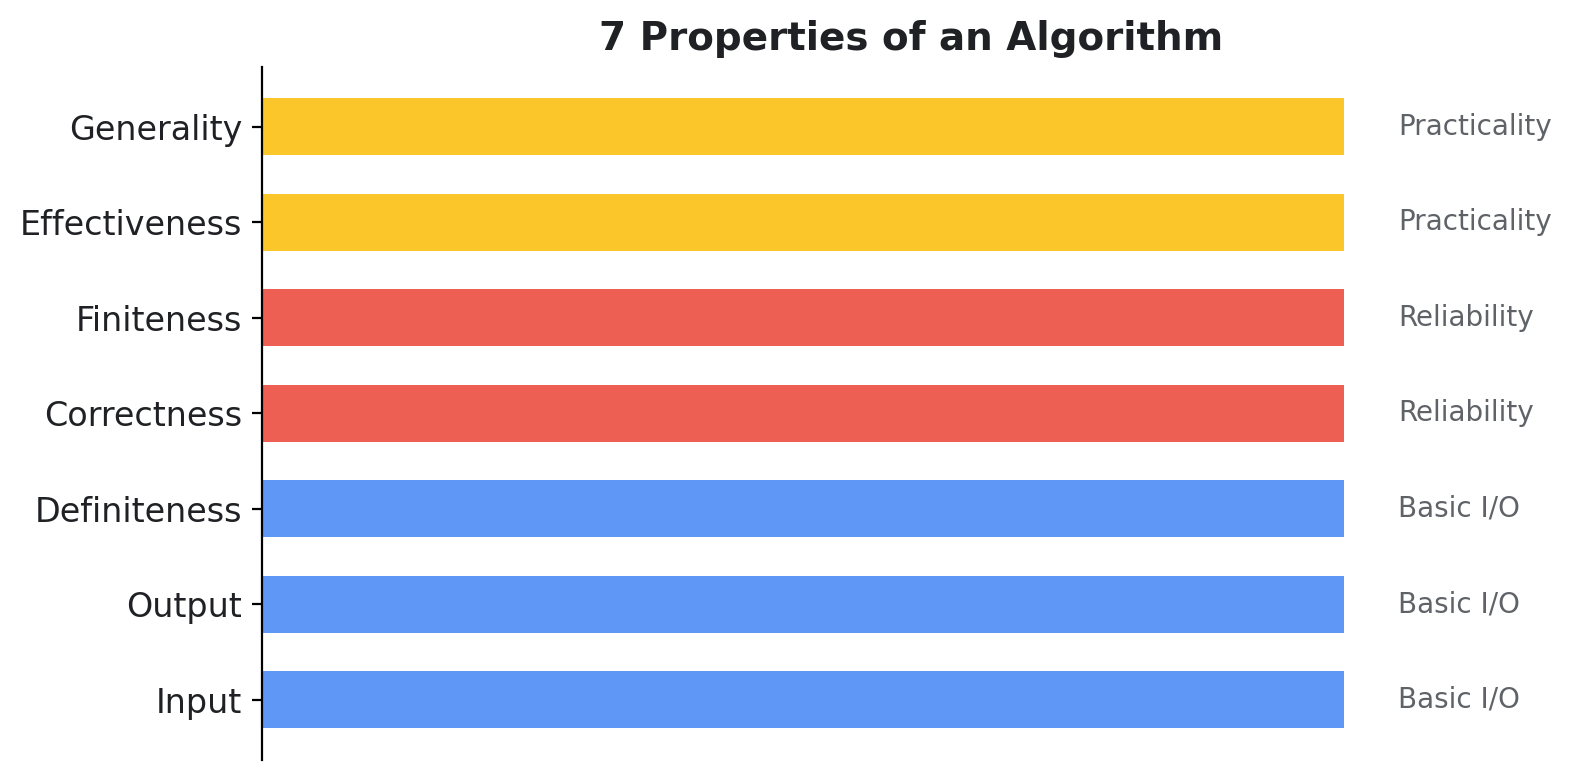 7 Properties of an Algorithm
Generality Practicality
Effectiveness Practicality
Finiteness Reliability
Correctness Reliability
Definiteness Basic I/O
Output Basic I/O
Input Basic I/O